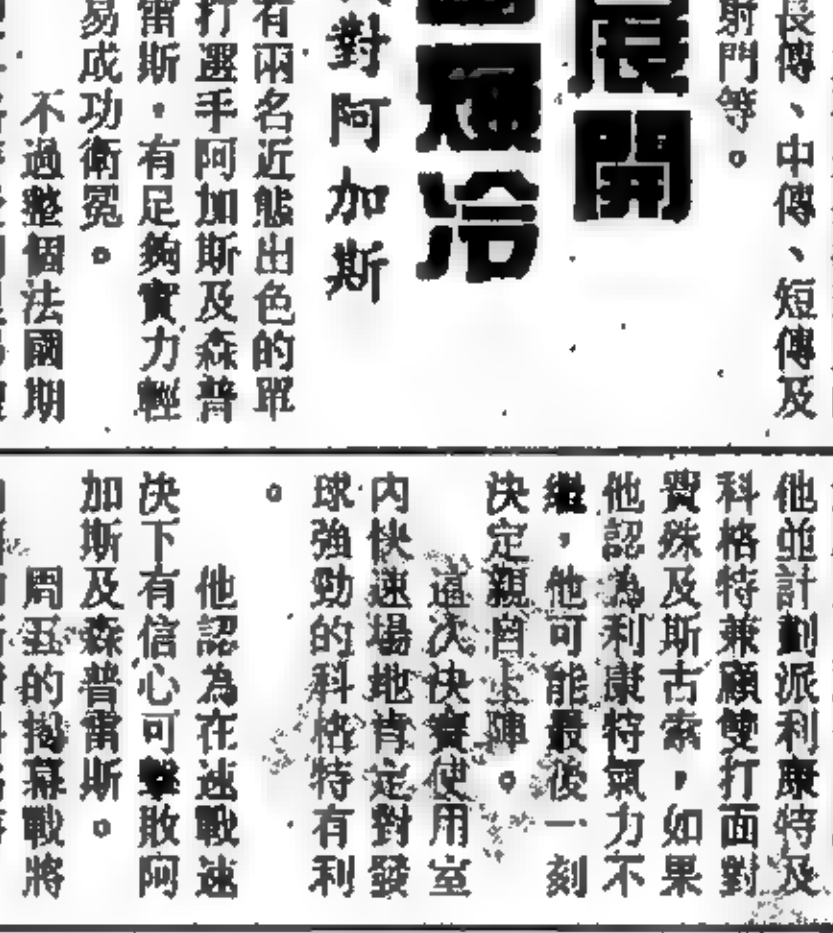 長傳、中傳、短傳及
射門等。
展開
煙冷
對阿加斯
有兩名近態出色的單
打選手阿加斯及森普
雷斯，有足夠實力輕
易成功衛冕。
不過整個法國期
他並計劃派利康特及
科格特兼顧雙打面對
費殊及斯古索，如果
他認為利康特氣力不
繼，他可能最後一刻
決定親自上陣。
這次決賽使用室
內快速場地肯定對發
球強勁的科格特有利
。
他認為在速戰速
決下有信心可擊敗阿
加斯及森普雷斯。
周五的揭幕戰將